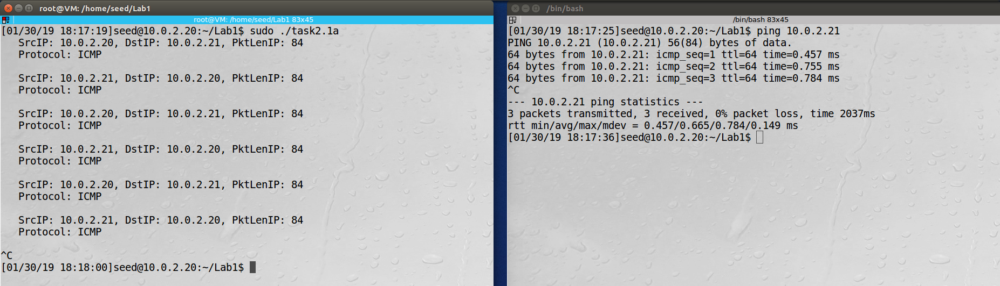 root@VM: /home/seed/Lab1
root@VM: /home/seed/Lab1 83x45
[01/30/19 18:17:19]seed@10.0.2.20:~/Lab1$ sudo ./task2.1a
   SrcIP: 10.0.2.20, DstIP: 10.0.2.21, PktLenIP: 84
   Protocol: ICMP

   SrcIP: 10.0.2.21, DstIP: 10.0.2.20, PktLenIP: 84
   Protocol: ICMP

   SrcIP: 10.0.2.20, DstIP: 10.0.2.21, PktLenIP: 84
   Protocol: ICMP

   SrcIP: 10.0.2.21, DstIP: 10.0.2.20, PktLenIP: 84
   Protocol: ICMP

   SrcIP: 10.0.2.20, DstIP: 10.0.2.21, PktLenIP: 84
   Protocol: ICMP

   SrcIP: 10.0.2.21, DstIP: 10.0.2.20, PktLenIP: 84
   Protocol: ICMP

^C
[01/30/19 18:18:00]seed@10.0.2.20:~/Lab1$
/bin/bash
/bin/bash 83x45
[01/30/19 18:17:25]seed@10.0.2.20:~/Lab1$ ping 10.0.2.21
PING 10.0.2.21 (10.0.2.21) 56(84) bytes of data.
64 bytes from 10.0.2.21: icmp_seq=1 ttl=64 time=0.457 ms
64 bytes from 10.0.2.21: icmp_seq=2 ttl=64 time=0.755 ms
64 bytes from 10.0.2.21: icmp_seq=3 ttl=64 time=0.784 ms
^C
--- 10.0.2.21 ping statistics ---
3 packets transmitted, 3 received, 0% packet loss, time 2037ms
rtt min/avg/max/mdev = 0.457/0.665/0.784/0.149 ms
[01/30/19 18:17:36]seed@10.0.2.20:~/Lab1$